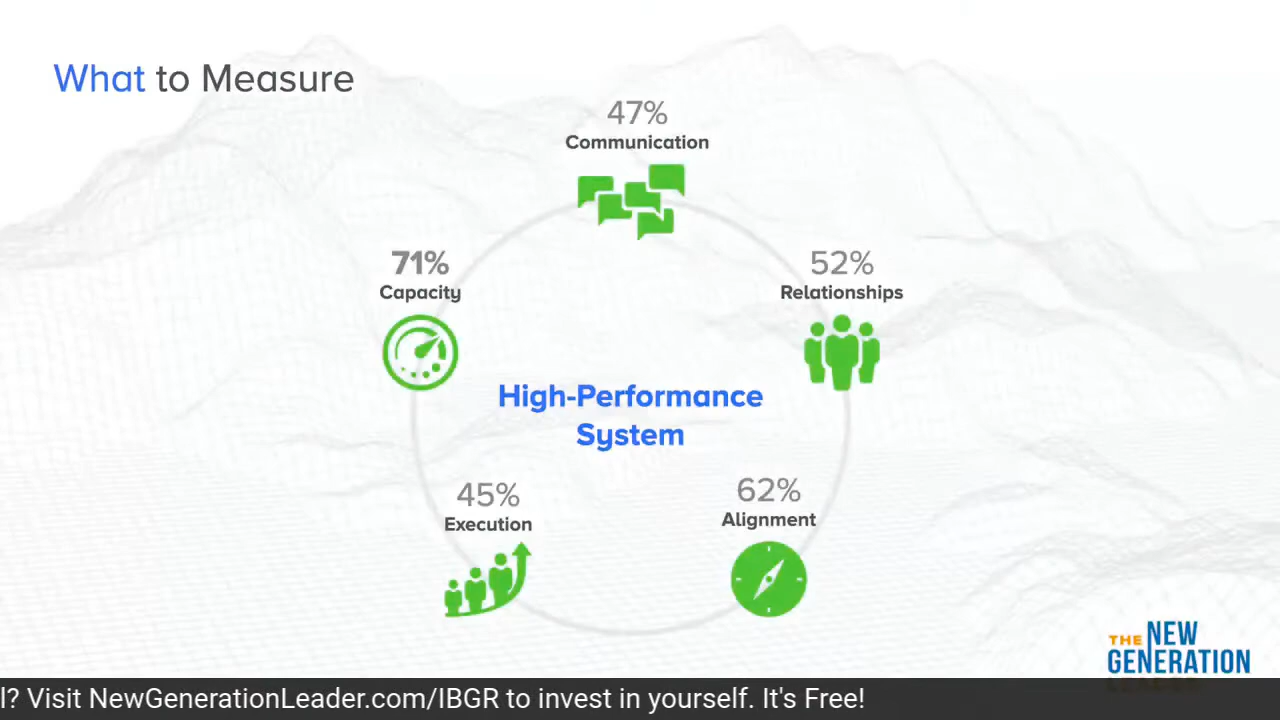 What to Measure
47%
Communication
71%
Capacity
52%
Relationships
High-Performance
System
45%
Execution
62%
Alignment
THE NEW
GENERATION
l? Visit NewGenerationLeader.com/IBGR to invest in yourself. It's Free!